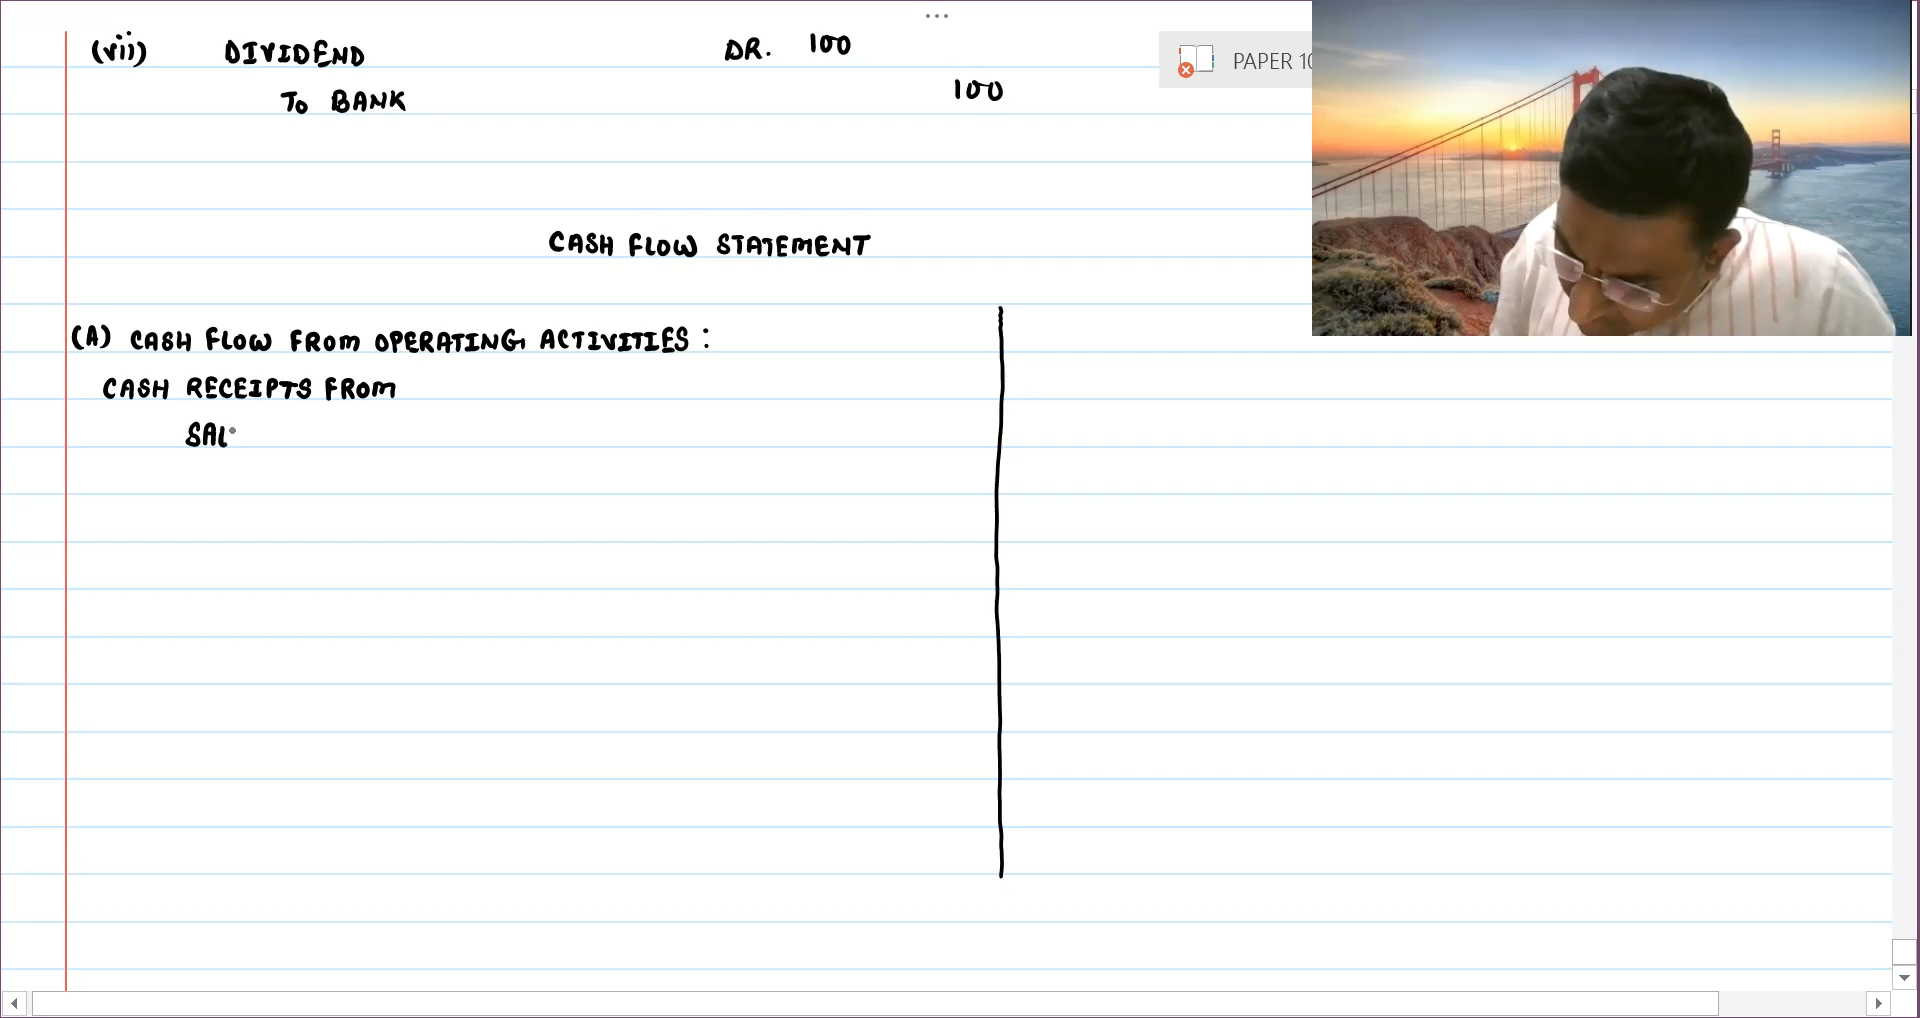 (vii) DIVIDEND DR. 100
To BANK 100
PAPER 10
CASH FLOW STATEMENT
(A) CASH FLOW FROM OPERATING ACTIVITIES :
CASH RECEIPTS FROM
SAL